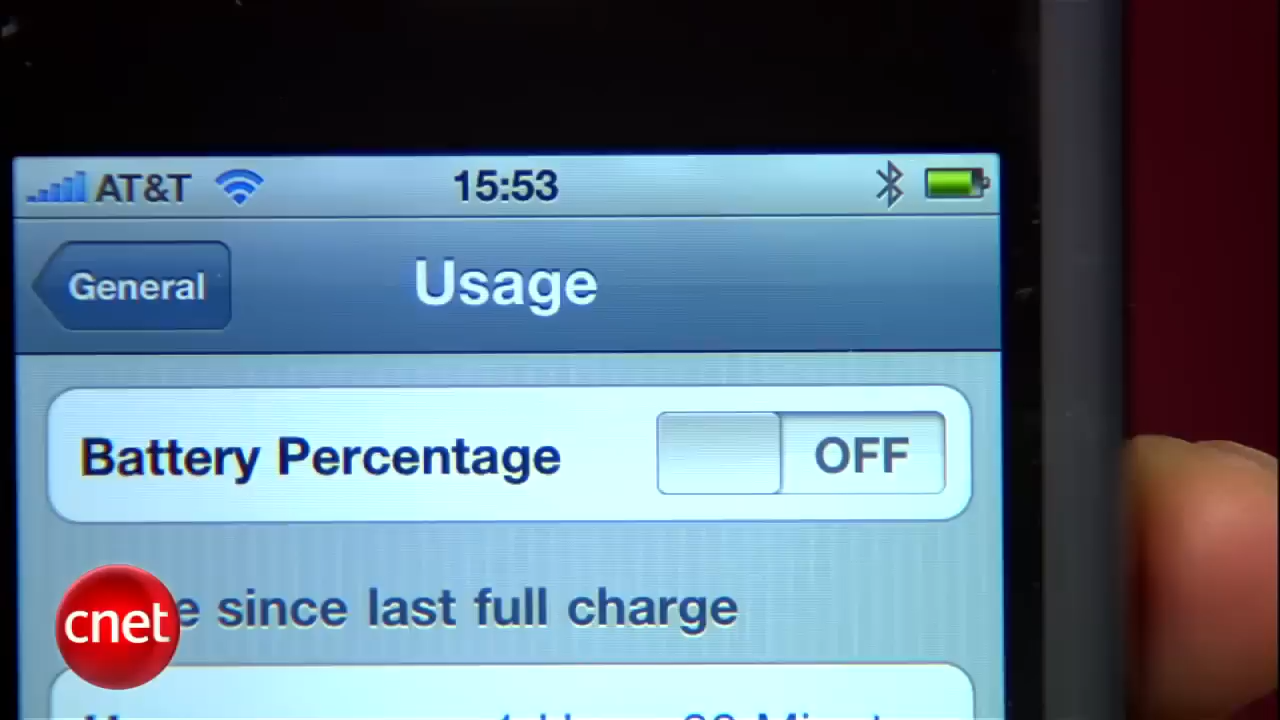 AT&T 15:53
General Usage
Battery Percentage OFF
since last full charge
cnet